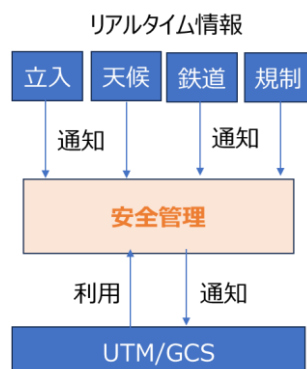 リアルタイム情報
立入 天候 鉄道 規制
通知 通知
安全管理
利用 通知
UTM/GCS